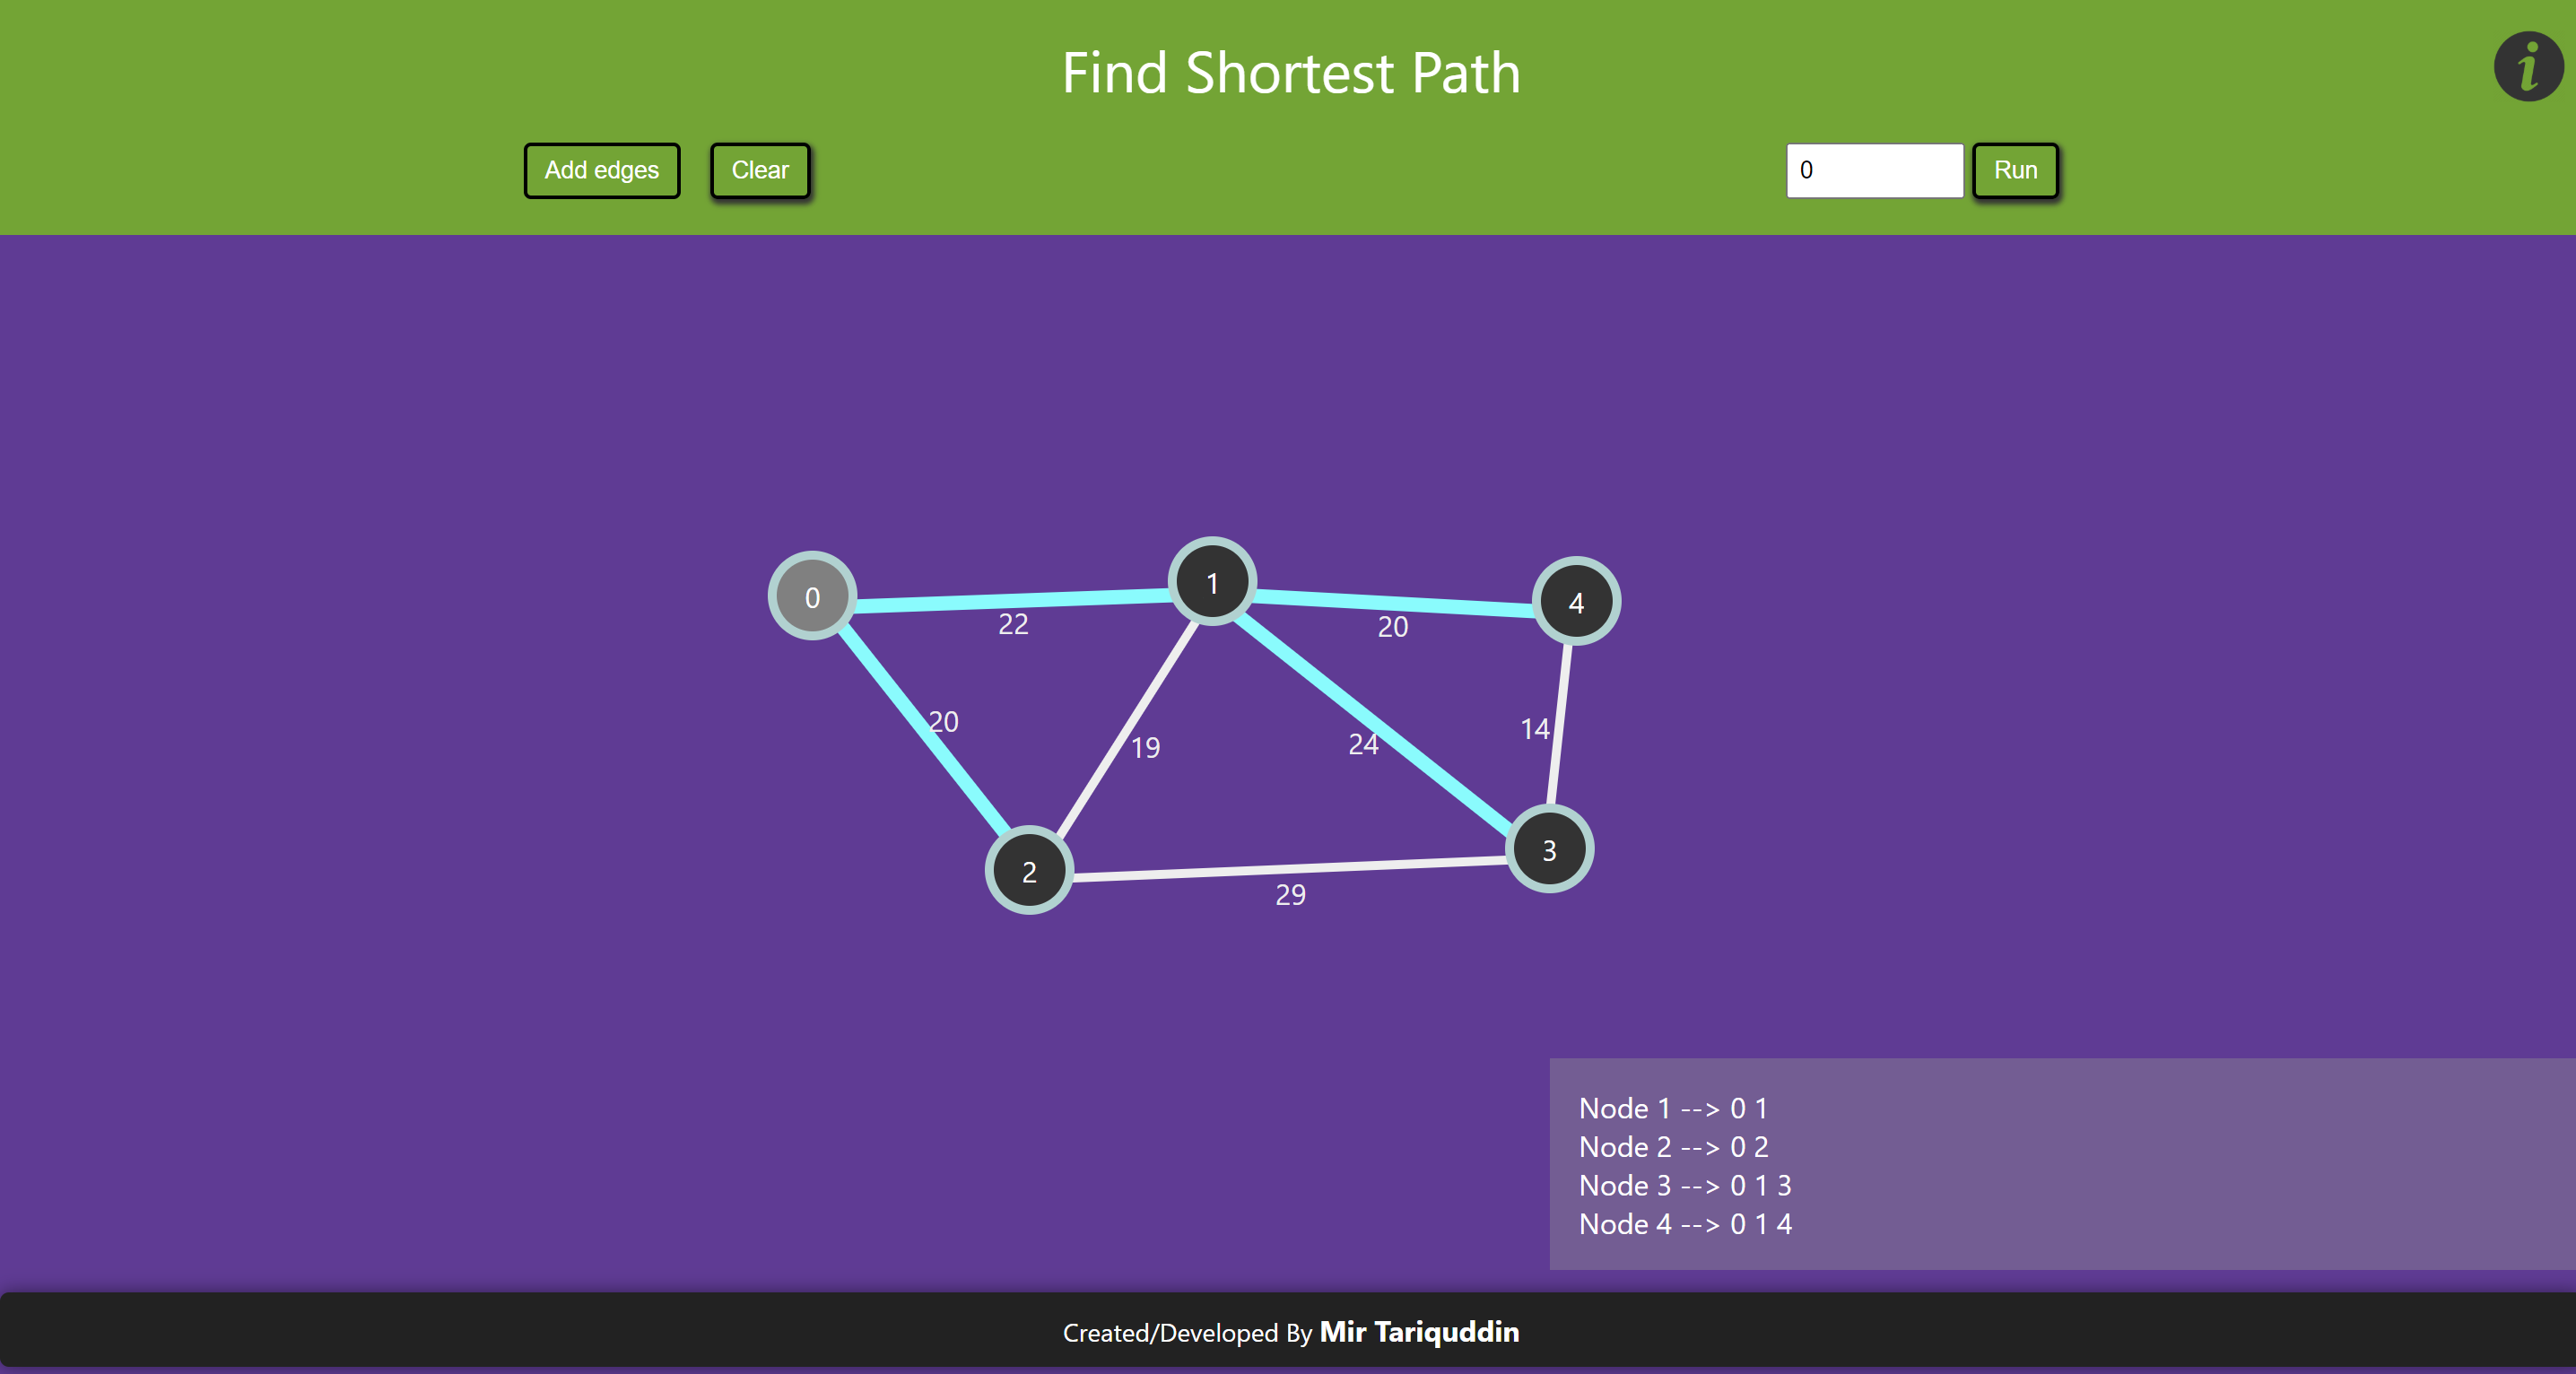 Find Shortest Path
i
Add edges
Clear
0
Run
0
1
4
22
20
20
19
24
14
2
3
29
Node 1 --> 0 1
Node 2 --> 0 2
Node 3 --> 0 1 3
Node 4 --> 0 1 4
Created/Developed By Mir Tariquddin